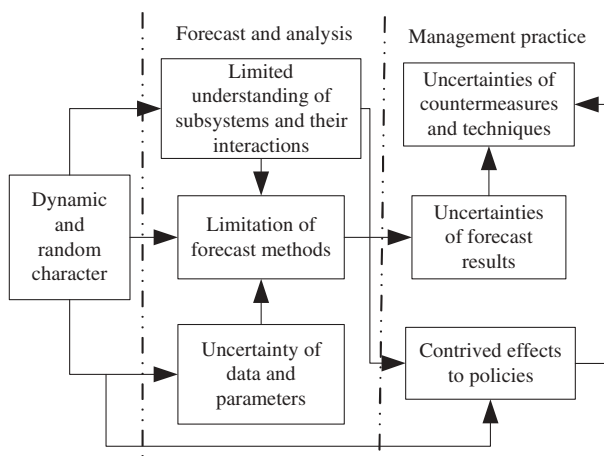 Forecast and analysis
Management practice
Limited
understanding of
subsystems and their
interactions
Uncertainties of
countermeasures
and techniques
Dynamic
and
random
character
Limitation of
forecast methods
Uncertainties
of forecast
results
Uncertainty of
data and
parameters
Contrived effects
to policies